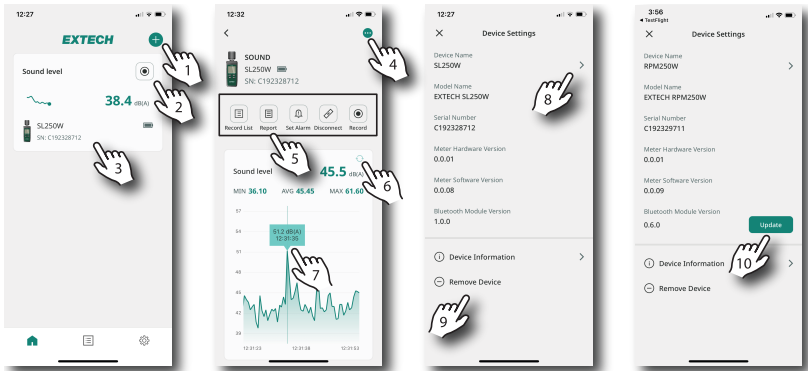 12:27
EXTECH
Sound level
38.4 dB(A)
SL250W
SN: C192328712
1
2
3
12:32
SOUND
SL250W
SN: C192328712
Record List Report Set Alarm Disconnect Record
Sound level 45.5 dB(A)
MIN 36.10 AVG 45.45 MAX 61.60
57
54
51
48
45
42
39
51.2 dB(A)
12:31:35
12:31:23 12:31:38 12:31:53
4
5
6
7
12:27
Device Settings
Device Name
SL250W
Model Name
EXTECH SL250W
Serial Number
C192328712
Meter Hardware Version
0.0.01
Meter Software Version
0.0.08
Bluetooth Module Version
1.0.0
Device Information
Remove Device
8
9
3:56
TestFlight
Device Settings
Device Name
RPM250W
Model Name
EXTECH RPM250W
Serial Number
C192329711
Meter Hardware Version
0.0.01
Meter Software Version
0.0.09
Bluetooth Module Version
0.6.0
Update
Device Information
Remove Device
10